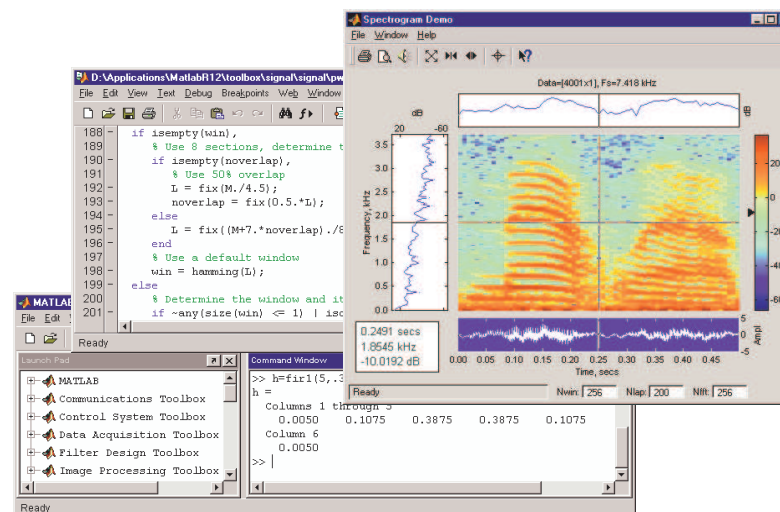 Spectrogram Demo
File Window Help
Data=[4001x1], Fs=7.418 kHz
dB
20 -60
dB
3.5
3.0
2.5
2.0
1.5
1.0
0.5
0.0
Frequency, kHz
20
0
-20
-40
-60
5
0
-5
Ampl
0.2491 secs
1.8545 kHz
-10.0192 dB
0.00 0.05 0.10 0.15 0.20 0.25 0.30 0.35 0.40 0.45
Time, secs
Ready
Nwin: 256 Nlap: 200 Nfft: 256
D:\Applications\MatlabR12\toolbox\signal\signal\pw
File Edit View Text Debug Breakpoints Web Window
188 - if isempty(win),
189 % Use 8 sections, determine t
190 - if isempty(noverlap),
191 % Use 50% overlap
192 - L = fix(M./4.5);
193 - noverlap = fix(0.5.*L);
194 - else
195 - L = fix((M+7.*noverlap)./8
196 - end
197 % Use a default window
198 - win = hamming(L);
199 - else
200 % Determine the window and it
201 - if ~any(size(win) <= 1) | isc
Ready
MATLAB
File Edit
Launch Pad
MATLAB
Communications Toolbox
Control System Toolbox
Data Acquisition Toolbox
Filter Design Toolbox
Image Processing Toolbox
Command Window
>> h=fir1(5,.3
h =
Columns 1 through 5
0.0050 0.1075 0.3875 0.3875 0.1075
Column 6
0.0050
>>
Ready